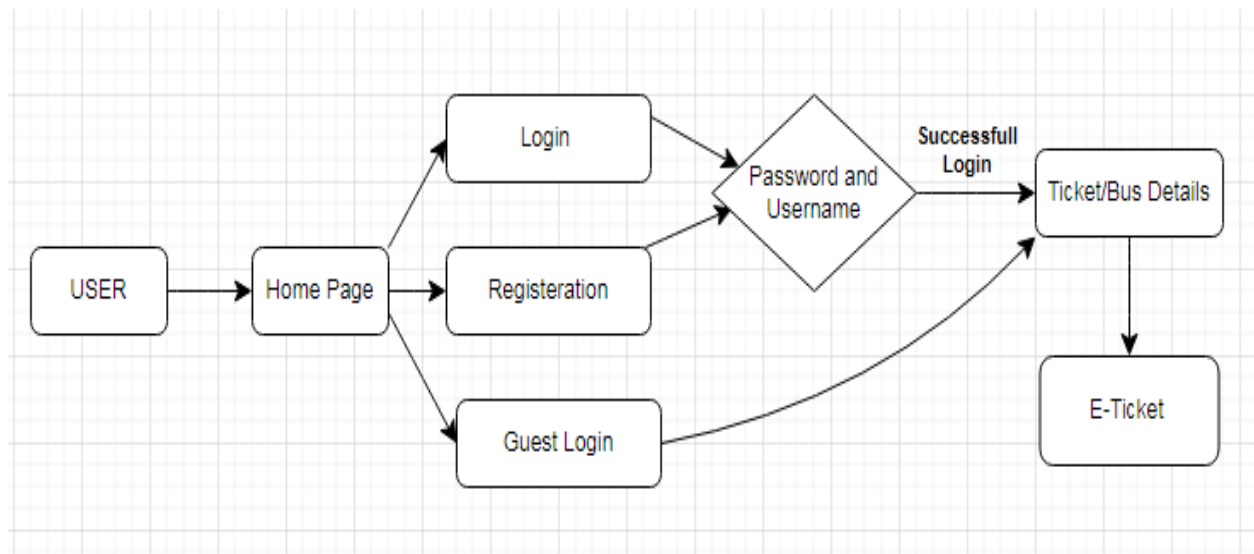 Login
Password and
Username
Successfull
Login
Ticket/Bus Details
USER
Home Page
Registeration
Guest Login
E-Ticket